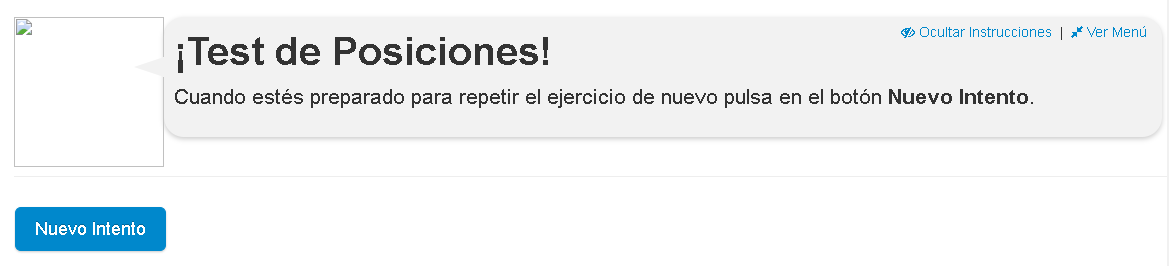 Ocultar Instrucciones | Ver Menú
¡Test de Posiciones!
Cuando estés preparado para repetir el ejercicio de nuevo pulsa en el botón Nuevo Intento.
Nuevo Intento